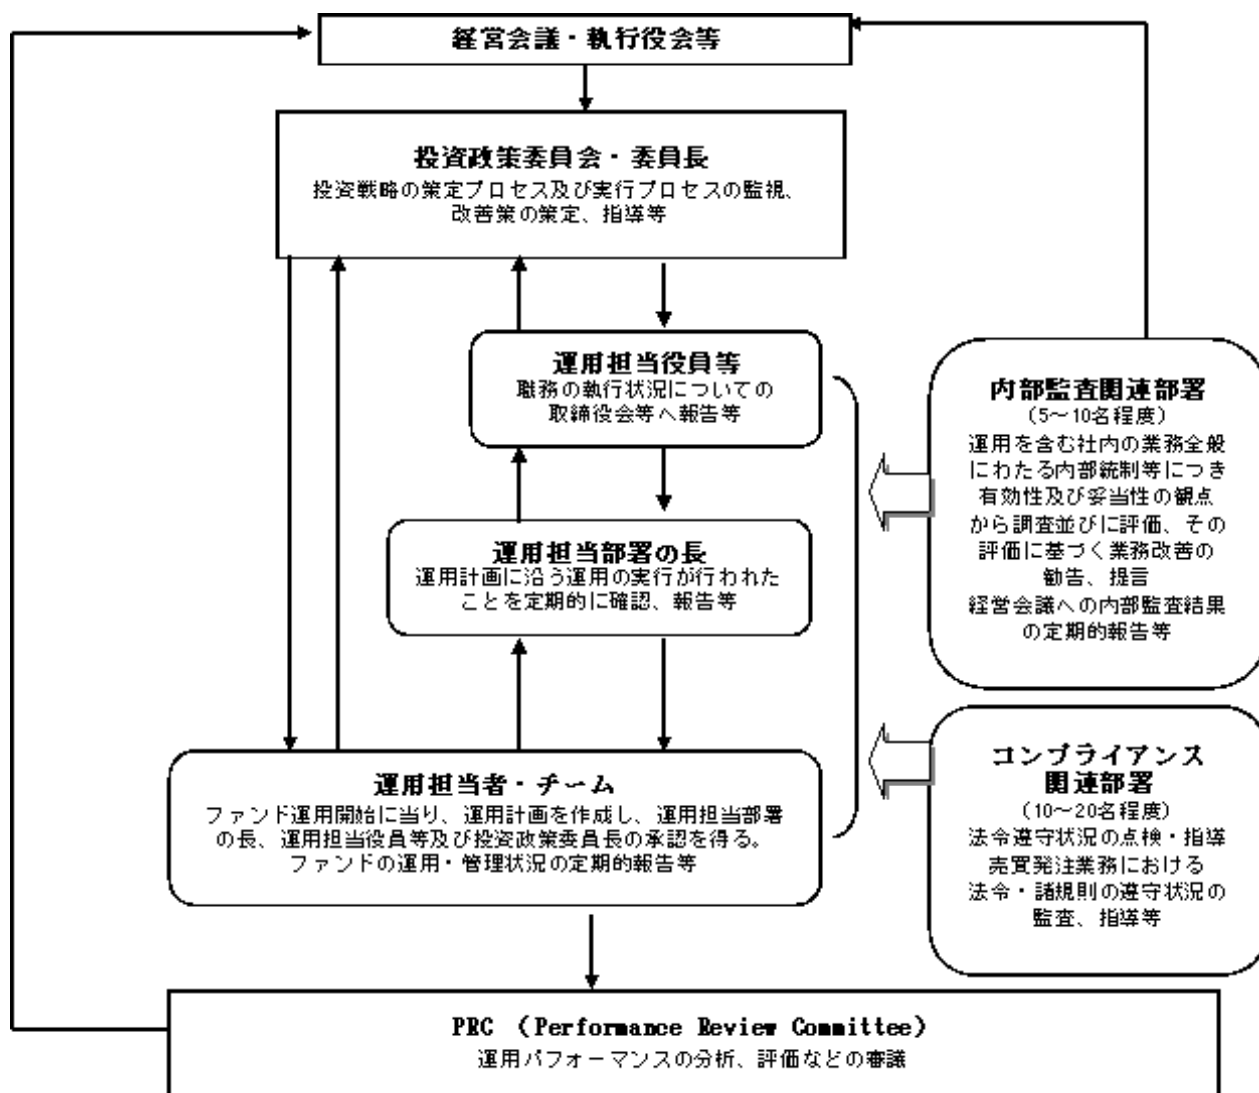 経営会議・執行役会等
投資政策委員会・委員長
投資戦略の策定プロセス及び実行プロセスの監視、
改善策の策定、指導等
運用担当役員等
職務の執行状況についての
取締役会等へ報告等
運用担当部署の長
運用計画に沿う運用の実行が行われた
ことを定期的に確認、報告等
運用担当者・チーム
ファンド運用開始に当り、運用計画を作成し、運用担当部署
の長、運用担当役員等及び投資政策委員長の承認を得る。
ファンドの運用・管理状況の定期的報告等
内部監査関連部署
(5～10名程度)
運用を含む社内の業務全般
にわたる内部統制等につき
有効性及び妥当性の観点
から調査並びに評価、その
評価に基づく業務改善の
勧告、提言
経営会議への内部監査結果
の定期的報告等
コンプライアンス
関連部署
(10～20名程度)
法令遵守状況の点検・指導
売買発注業務における
法令・諸規則の遵守状況の
監査、指導等
PRC （Performance Review Committee）
運用パフォーマンスの分析、評価などの審議